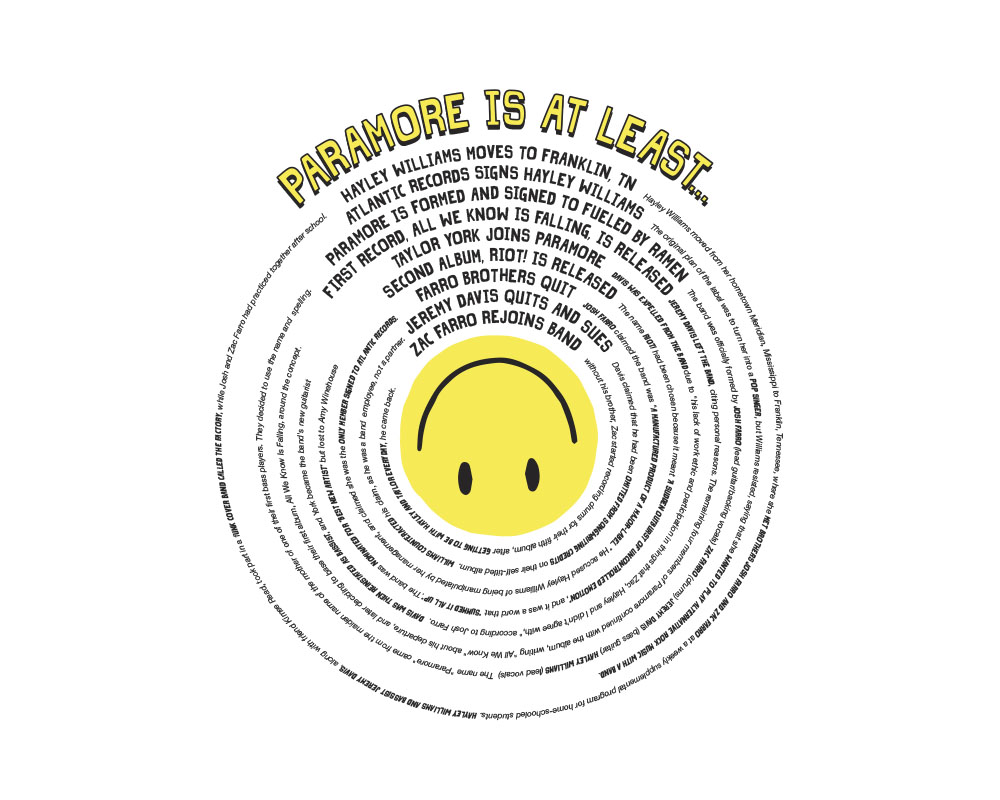 PARAMORE IS AT LEAST...
HAYLEY WILLIAMS MOVES TO FRANKLIN, TN
Hayley Williams moved from her hometown Meridian, Mississippi to Franklin, Tennessee, where she MET BROTHERS JOSH FARRO AND ZAC FARRO at a weekly supplemental program for home-schooled students. HAYLEY WILLIAMS AND BASSIST JEREMY DAVIS along with friend Kimee Read, took part in a FUNK COVER BAND CALLED THE FACTORY, while Josh and Zac Farro had practiced together after school.
ATLANTIC RECORDS SIGNS HAYLEY WILLIAMS
The original plan of the label was to turn her into a POP SINGER, but Williams resisted, saying that she WANTED TO PLAY ALTERNATIVE ROCK MUSIC WITH A BAND.
PARAMORE IS FORMED AND SIGNED TO FUELED BY RAMEN
The band was officially formed by JOSH FARRO (lead guitar/backing vocals) ZAC FARRO (drums) JEREMY DAVIS (bass guitar) HAYLEY WILLIAMS (lead vocals) The name "Paramore" came from the maiden name of the mother of one of their first bass players. They decided to use the name and spelling.
FIRST RECORD, ALL WE KNOW IS FALLING, IS RELEASED
JEREMY DAVIS LEFT THE BAND, citing personal reasons. The remaining four members of Paramore continued with the album, writing "All We Know" about his departure, and later deciding to base their first album, All We Know Is Falling, around the concept.
TAYLOR YORK JOINS PARAMORE
DAVIS WAS EXPELLED FROM THE BAND due to "his lack of work ethic and participation in things that Zac, Hayley and I didn't agree with," according to Josh Farro. DAVIS WAS THEN REINSTATED AS BASSIST, and York became the band's new guitarist
SECOND ALBUM, RIOT! IS RELEASED
The name RIOT! had been chosen because it meant 'A SUDDEN OUTBURST OF UNCONTROLLED EMOTION', and it was a word that 'SUMMED IT ALL UP'. The band was NOMINATED FOR 'BEST NEW ARTIST' but lost to Amy Winehouse
FARRO BROTHERS QUIT
JOSH FARRO claimed the band was "A MANUFACTURED PRODUCT OF A MAJOR-LABEL." He accused Hayley Williams of being manipulated by her management, and claimed she was the ONLY MEMBER SIGNED TO ATLANTIC RECORDS.
JEREMY DAVIS QUITS AND SUES
Davis claimed that he had been OMITTED FROM SONGWRITING CREDITS on their self-titled album. WILLIAMS COUNTERACTED his claim, as he was a band employee, not a partner.
ZAC FARRO REJOINS BAND
without his brother, Zac started recording drums for their fifth album, after GETTING TO BE WITH HAYLEY AND TAYLOR EVERY DAY, he came back.